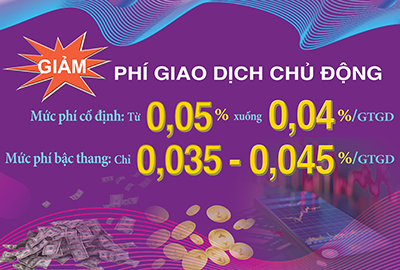 GIẢM
PHÍ GIAO DỊCH CHỦ ĐỘNG
Mức phí cố định: Từ 0,05% xuống 0,04%/GTGD
Mức phí bậc thang: Chỉ 0,035 - 0,045%/GTGD